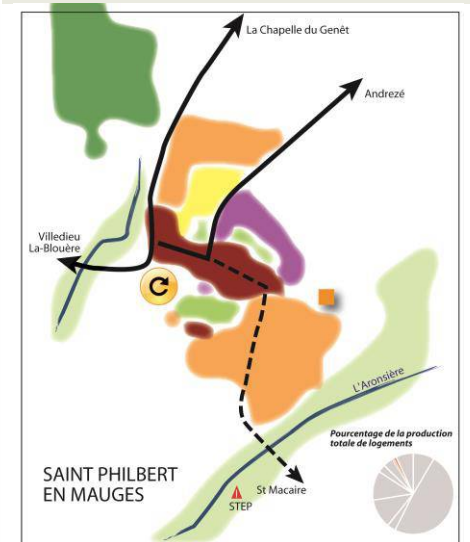 La Chapelle du Genêt
Andrezé
Villedieu
La-Blouère
C
L'Aronsière
Pourcentage de la production
totale de logements
SAINT PHILBERT
EN MAUGES
St Macaire
STEP